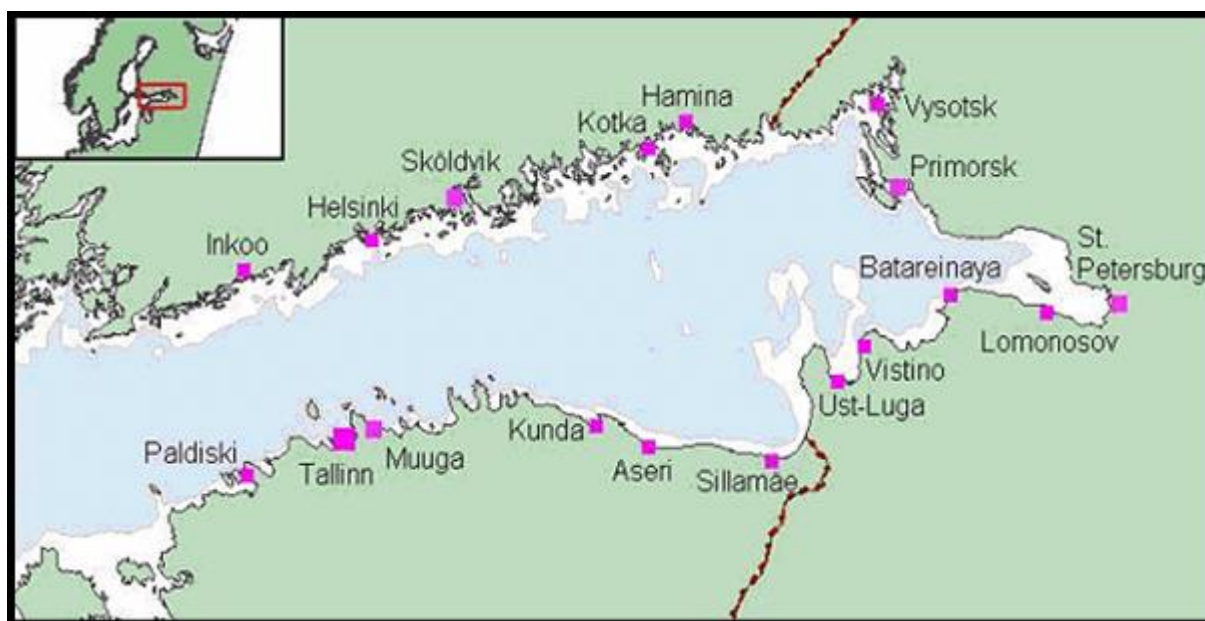 Hamina
Kotka
Vysotsk
Sköldvik
Primorsk
Helsinki
Inkoo
St.
Petersburg
Batareinaya
Lomonosov
Vistino
Ust-Luga
Kunda
Muuga
Paldiski
Tallinn
Aseri
Sillamäe